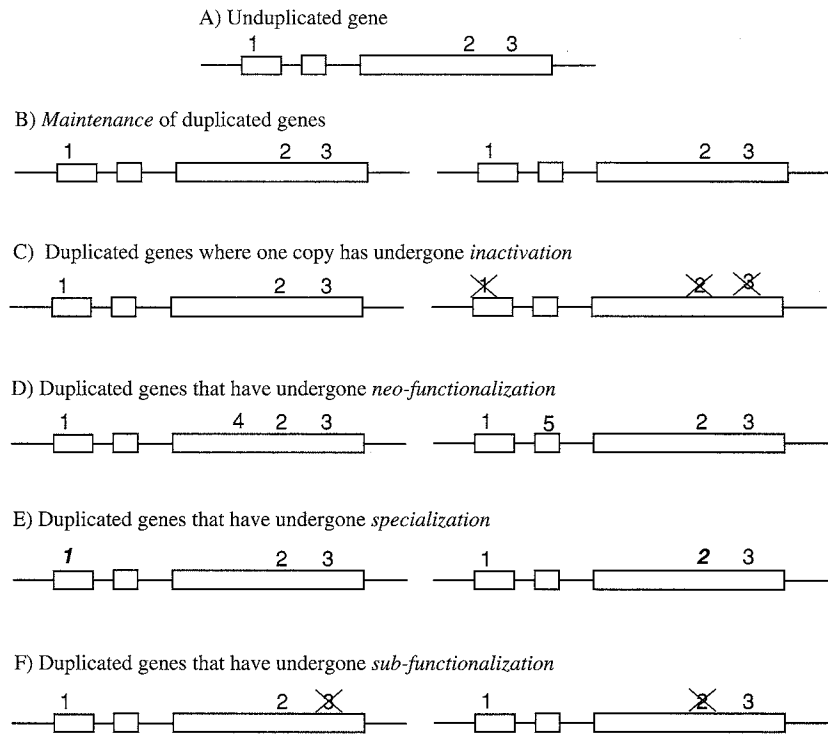 A) Unduplicated gene
1 2 3
B) Maintenance of duplicated genes
1 2 3 1 2 3
C) Duplicated genes where one copy has undergone inactivation
1 2 3 1 2 3
D) Duplicated genes that have undergone neo-functionalization
1 4 2 3 1 5 2 3
E) Duplicated genes that have undergone specialization
1 2 3 1 2 3
F) Duplicated genes that have undergone sub-functionalization
1 2 3 1 2 3